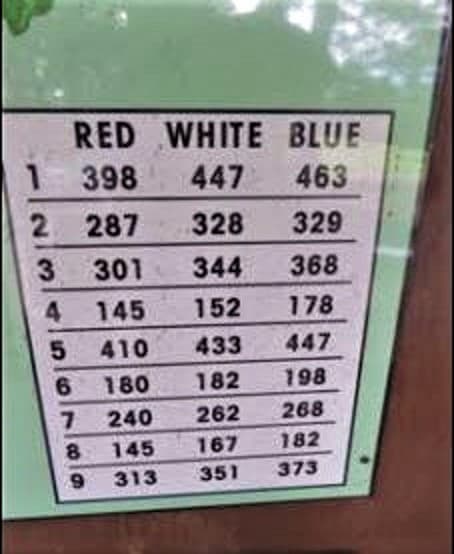 RED WHITE BLUE
1 398 447 463
2 287 328 329
3 301 344 368
4 145 152 178
5 410 433 447
6 180 182 198
7 240 262 268
8 145 167 182
9 313 351 373